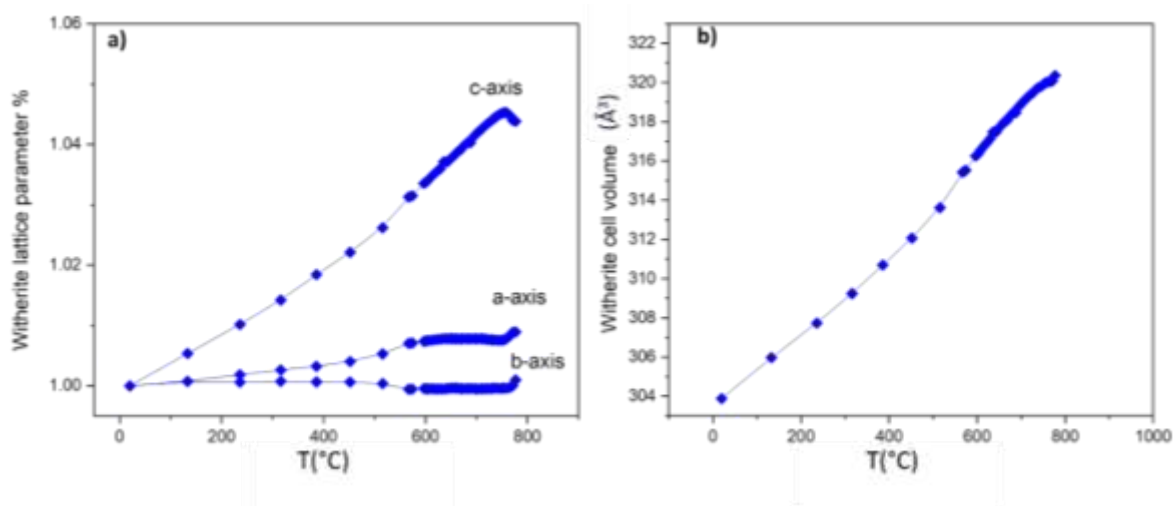 a)
1.06
1.04
1.02
1.00
Witherite lattice parameter %
c-axis
a-axis
b-axis
0
200
400
600
800
T(°C)
b)
322
320
318
316
314
312
310
308
306
304
Witherite cell volume (Å³)
0
200
400
600
800
1000
T(°C)